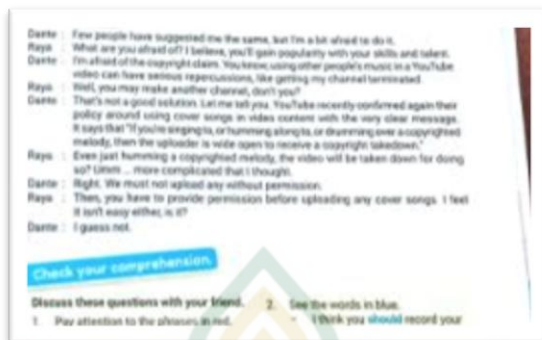 Dante : Few people have suggested me the same, but I'm a bit afraid to do it.
Raya : What are you afraid of? I believe, you'll gain popularity with your skills and talent.
Dante : I'm afraid of the copyright claim. You know, using other people's music in a YouTube
video can have serious repercussions, like getting my channel terminated.
Raya : Well, you may make another channel, don't you?
Dante : That's not a good solution. Let me tell you. YouTube recently confirmed again their
policy around using cover songs in video content with the very clear message.
It says that "If you're singing to, or humming along to, or drumming over a copyrighted
melody, then the uploader is wide open to receive a copyright takedown."
Raya : Even just humming a copyrighted melody, the video will be taken down for doing
so? Umm ... more complicated that I thought.
Dante : Right. We must not upload any without permission.
Raya : Then, you have to provide permission before uploading any cover songs. I feel
it isn't easy either, is it?
Dante : I guess not.
Check your comprehension.
Discuss these questions with your friend.
1. Pay attention to the phrases in red.
2. See the words in blue.
- I think you should record your